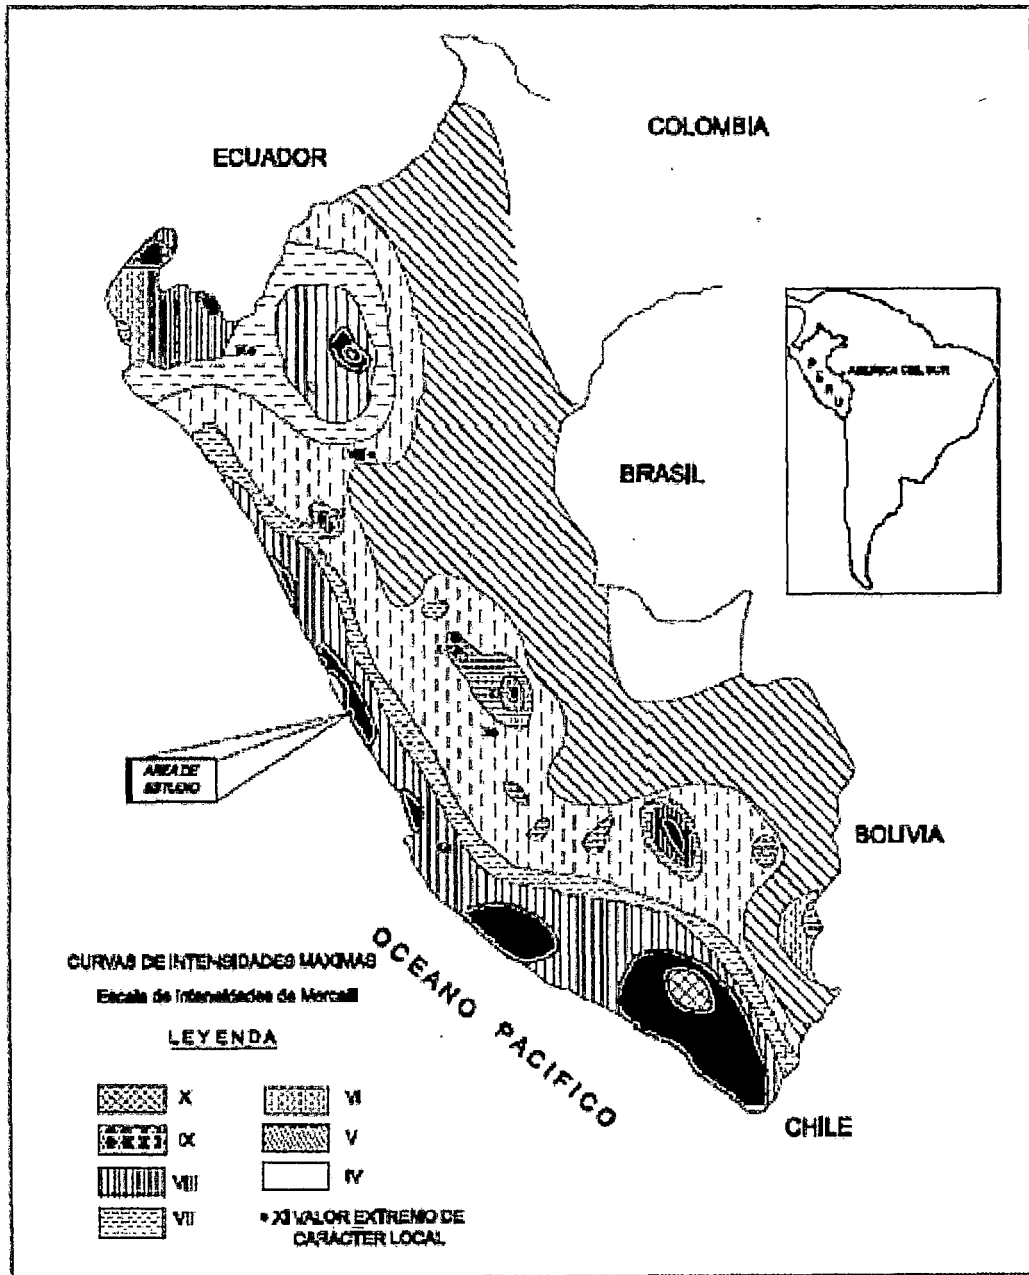 COLOMBIA
ECUADOR
AMERICA DEL SUR
PERU
BRASIL
AREA DE
ESTUDIO
BOLIVIA
OCEANO PACIFICO
CURVAS DE INTENSIDADES MAXIMAS
Escala de Intensidades de Mercalli
LEYENDA
X
VI
IX
V
VIII
IV
VII
• XI VALOR EXTREMO DE
CARACTER LOCAL
CHILE